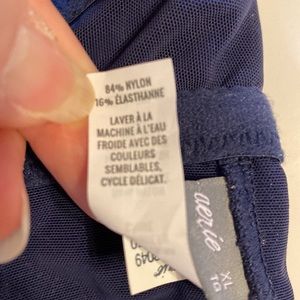 84% NYLON
16% ÉLASTHANNE
LAVER À LA
MACHINE À L'EAU
FROIDE AVEC DES
COULEURS
SEMBLABLES,
CYCLE DÉLICAT.
aerie
XL
TG